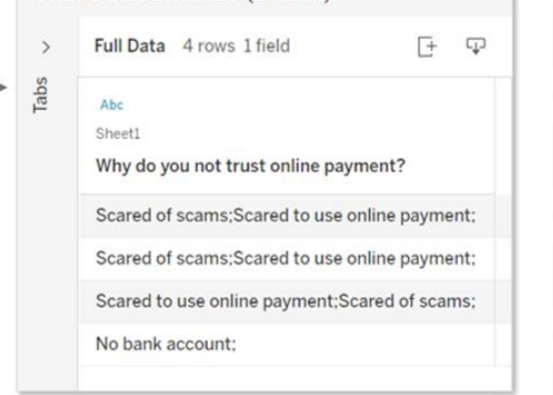 Full Data 4 rows 1 field
Tabs
Abc
Sheet1
Why do you not trust online payment?
Scared of scams;Scared to use online payment;
Scared of scams;Scared to use online payment;
Scared to use online payment;Scared of scams;
No bank account;